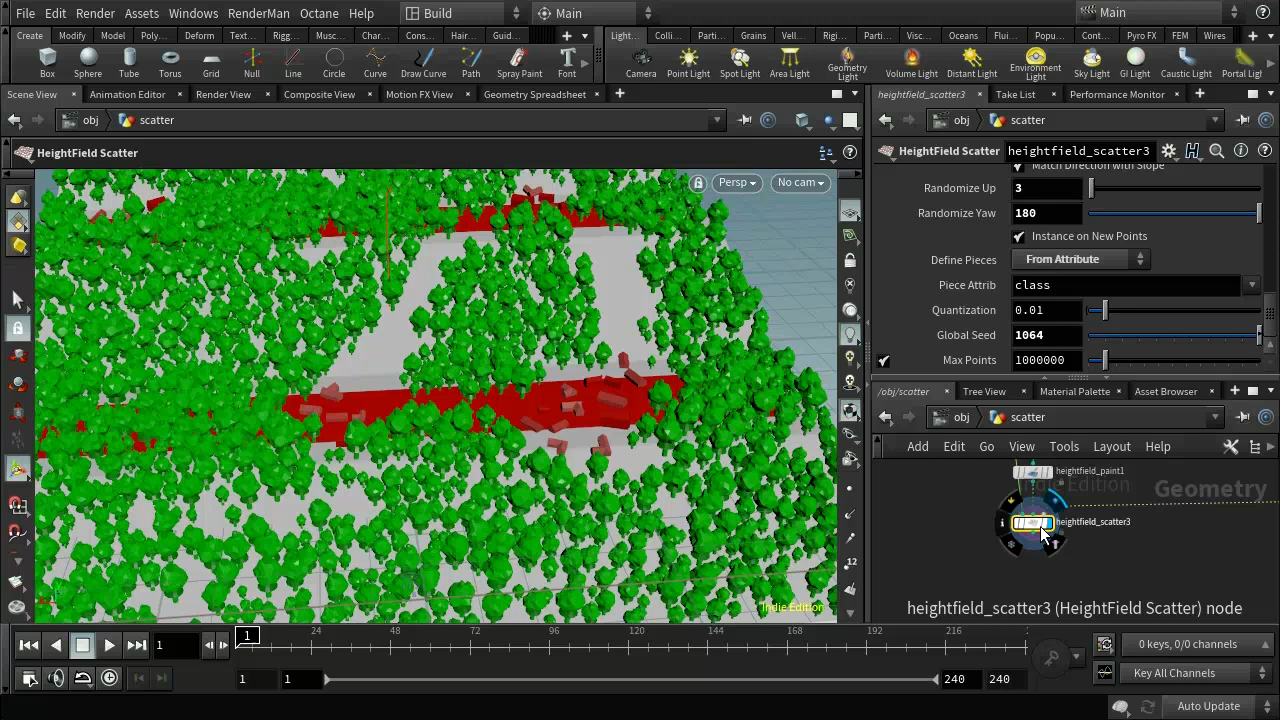 File Edit Render Assets Windows RenderMan Octane Help Build Main Main
Create Modify Model Poly... Deform Text... Rigg... Musc... Char... Cons... Hair... Guid... Light... Colli... Parti... Grains Vell... Rigi... Parti... Visc... Oceans Flui... Popu... Cont... Pyro FX FEM Wires
Box Sphere Tube Torus Grid Null Line Circle Curve Draw Curve Path Spray Paint Font Camera Point Light Spot Light Area Light Geometry Light Volume Light Distant Light Environment Light Sky Light GI Light Caustic Light Portal Ligl
Scene View Animation Editor Render View Composite View Motion FX View Geometry Spreadsheet
heightfield_scatter3 Take List Performance Monitor
obj scatter
obj scatter
HeightField Scatter
HeightField Scatter heightfield_scatter3
Persp No cam
Match Direction with Slope
Randomize Up 3
Randomize Yaw 180
Instance on New Points
Define Pieces From Attribute
Piece Attrib class
Quantization 0.01
Global Seed 1064
Max Points 1000000
/obj/scatter Tree View Material Palette Asset Browser
obj scatter
Add Edit Go View Tools Layout Help
heightfield_paint1
Indie Edition Geometry
heightfield_scatter3
heightfield_scatter3 (HeightField Scatter) node
Indie Edition
1 1 24 48 72 96 120 144 168 192 216 2
0 keys, 0/0 channels
1 1 240 240 Key All Channels
Auto Update